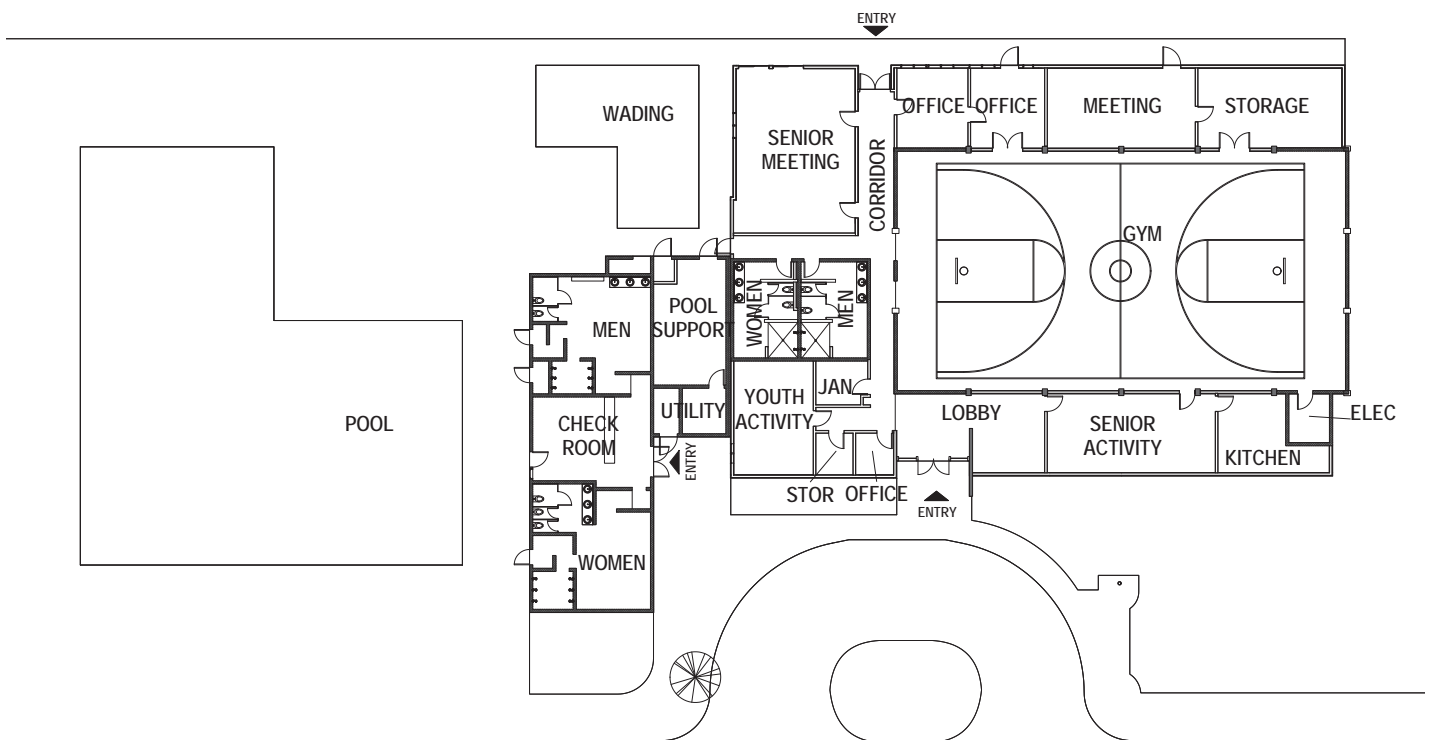 ENTRY
WADING
SENIOR
MEETING
CORRIDOR
OFFICE
OFFICE
MEETING
STORAGE
GYM
MEN
POOL
SUPPORT
WOMEN
MEN
POOL
CHECK
ROOM
UTILITY
ENTRY
YOUTH
ACTIVITY
JAN
LOBBY
SENIOR
ACTIVITY
KITCHEN
ELEC
STOR
OFFICE
ENTRY
WOMEN